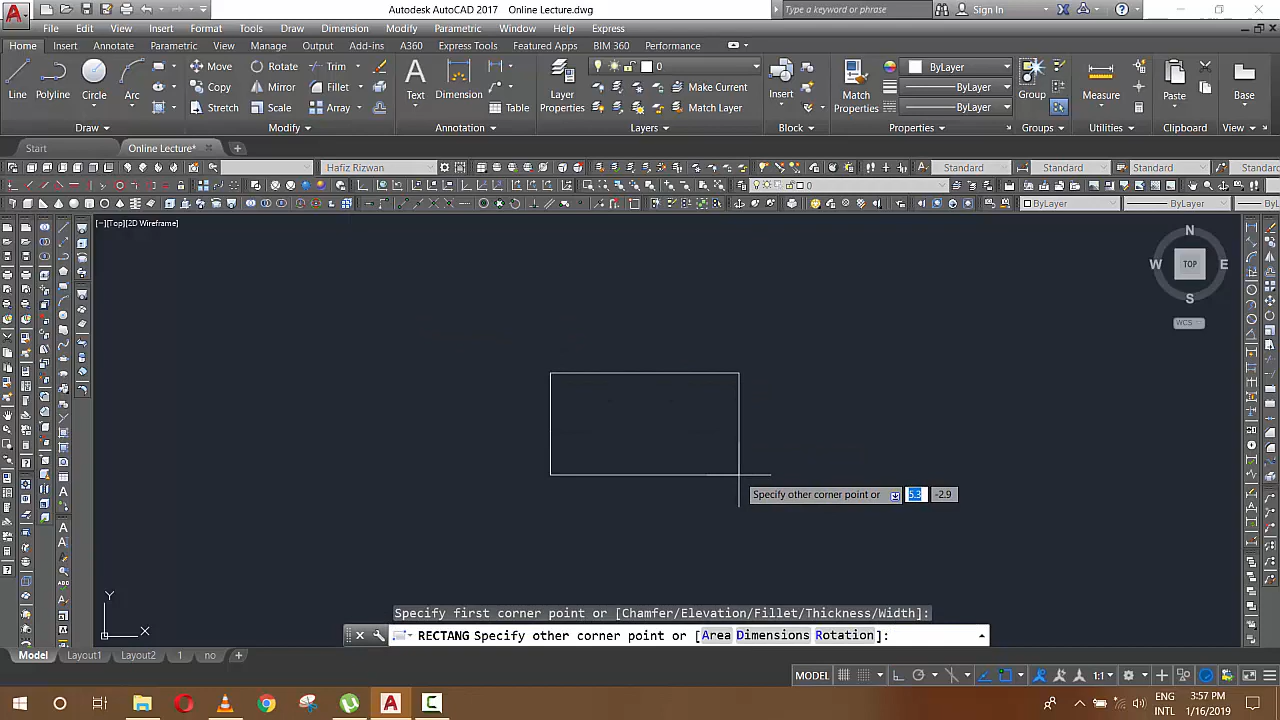 Autodesk AutoCAD 2017 Online Lecture.dwg
Type a keyword or phrase
Sign In
File Edit View Insert Format Tools Draw Dimension Modify Parametric Window Help Express
Home Insert Annotate Parametric View Manage Output Add-ins A360 Express Tools Featured Apps BIM 360 Performance
Line Polyline Circle Arc
Move Rotate Trim
Copy Mirror Fillet
Stretch Scale Array
Text Dimension Table
Layer Properties
0
Make Current
Match Layer
Insert
Match Properties
ByLayer
ByLayer
ByLayer
Group
Measure
Paste
Base
Draw Modify Annotation Layers Block Properties Groups Utilities Clipboard View
Start Online Lecture*
Hafiz Rizwan Standard Standard Standard Standa
0
ByLayer ByLayer ByL
[−][Top][2D Wireframe]
N
W TOP E
S
WCS
Specify other corner point or 5.3 -2.9
Y
X
Specify first corner point or [Chamfer/Elevation/Fillet/Thickness/Width]:
RECTANG Specify other corner point or [Area Dimensions Rotation]:
Model Layout1 Layout2 1 no
MODEL 1:1
ENG 3:57 PM
INTL 1/16/2019